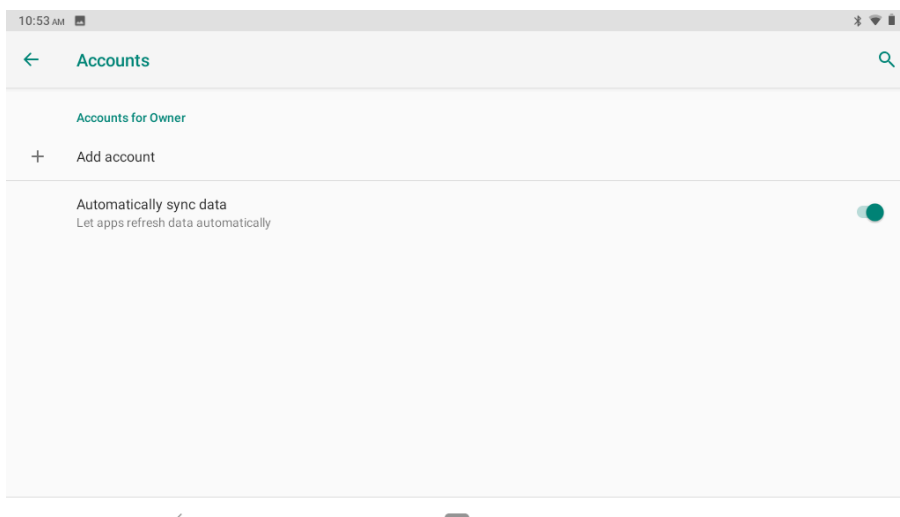 10:53 AM
Accounts
Accounts for Owner
Add account
Automatically sync data
Let apps refresh data automatically